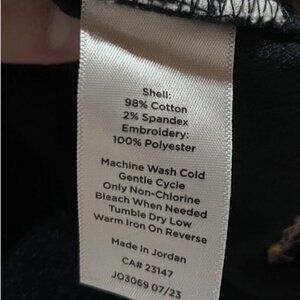 Shell:
98% Cotton
2% Spandex
Embroidery:
100% Polyester
Machine Wash Cold
Gentle Cycle
Only Non-Chlorine
Bleach When Needed
Tumble Dry Low
Warm Iron On Reverse
Made In Jordan
CA# 23147
JO3069 07/23